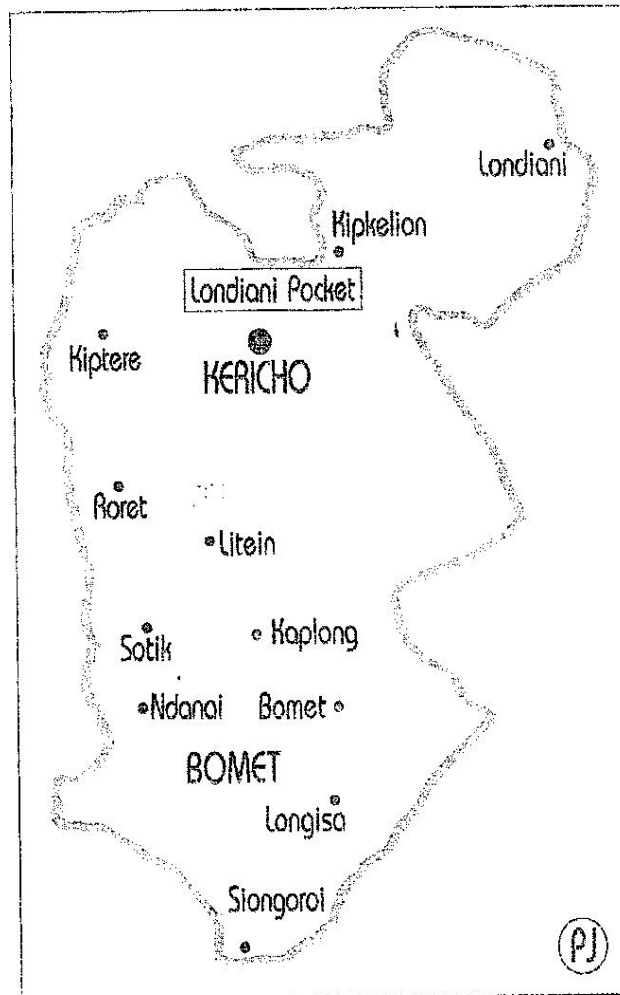 Londiani
Kipkelion
Londiani Pocket
Kiptere
KERICHO
Roret
Litein
Sotik
Kaplong
Ndanai
Bomet
BOMET
Longisa
Siongoroi
PJ